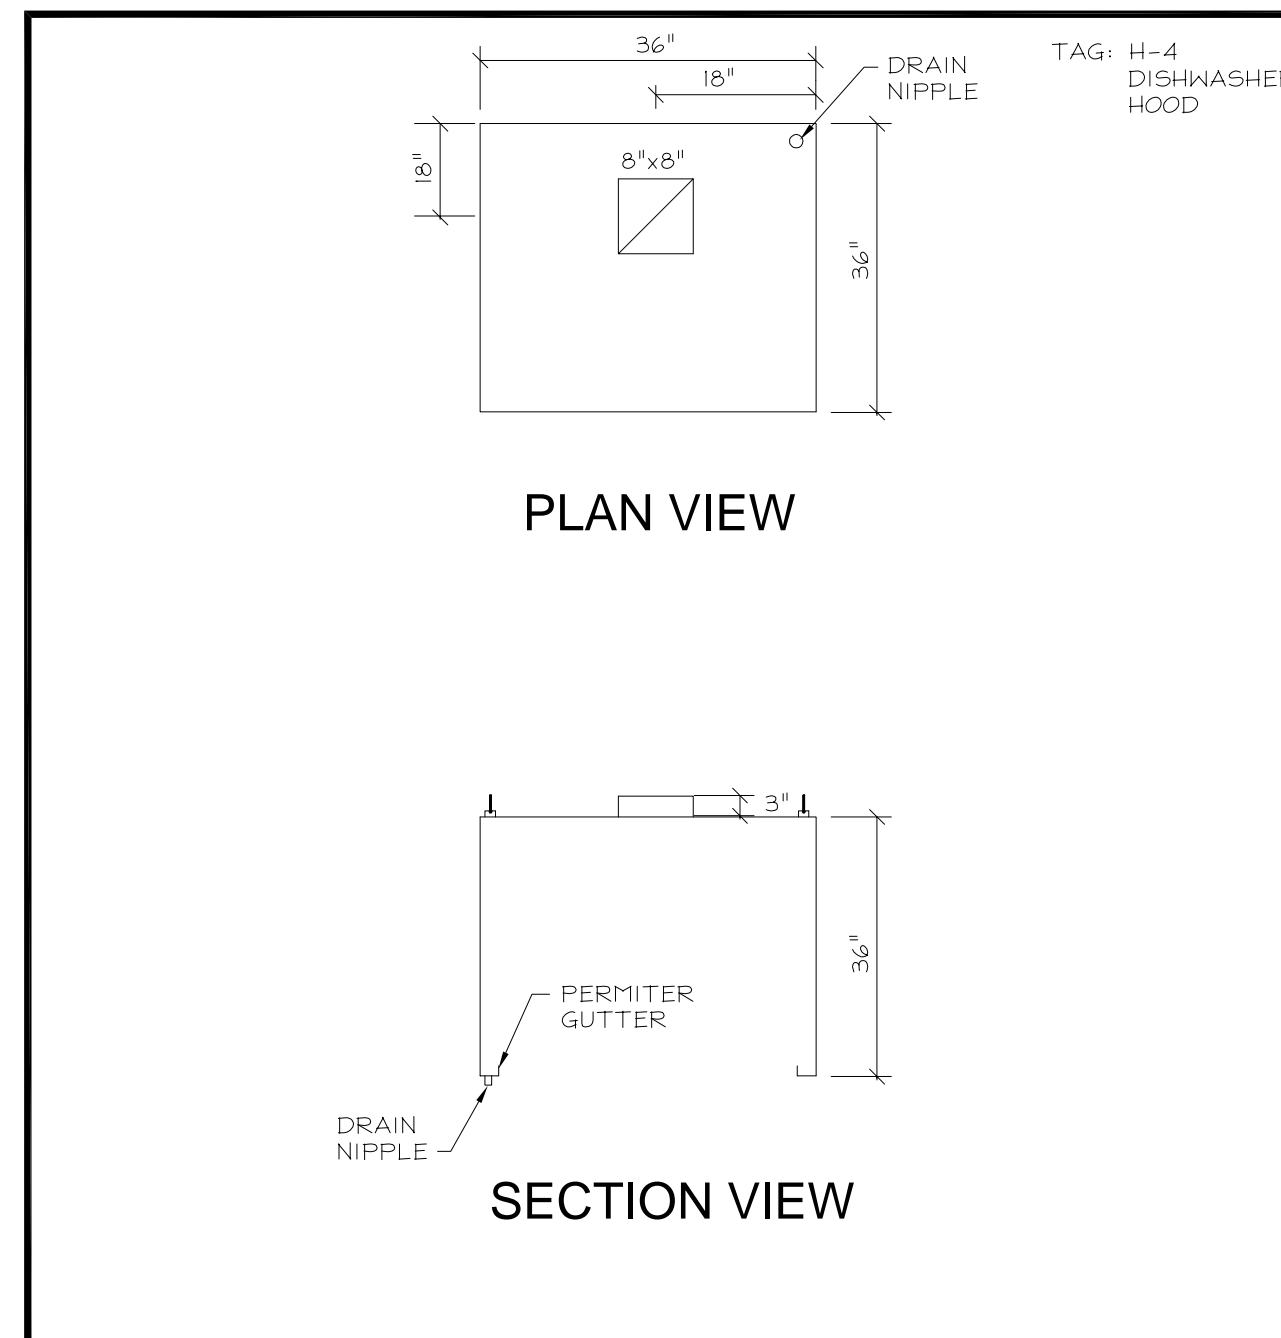 36"
TAG: H-4
18"
DRAIN
NIPPLE
DISHWASHER
HOOD
18"
8"x8"
36"
PLAN VIEW
3"
36"
PERMITER
GUTTER
DRAIN
NIPPLE
SECTION VIEW